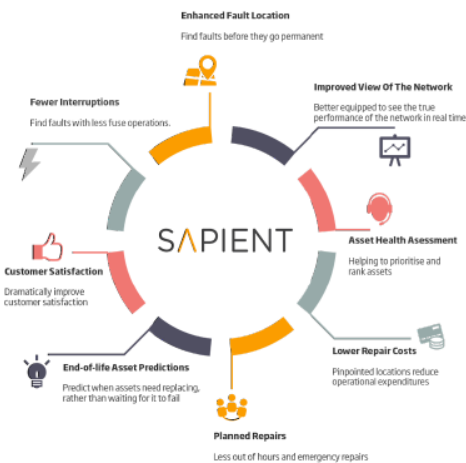 Enhanced Fault Location
Find faults before they go permanent
Improved View Of The Network
Better equipped to see the true
performance of the network in real time
Fewer Interruptions
Find faults with less fuse operations.
SAPIENT
Asset Health Asessment
Helping to prioritise and
rank assets
Customer Satisfaction
Dramatically improve
customer satisfaction
Lower Repair Costs
Pinpointed locations reduce
operational expenditures
End-of-life Asset Predictions
Predict when assets need replacing,
rather than waiting for it to fail
Planned Repairs
Less out of hours and emergency repairs